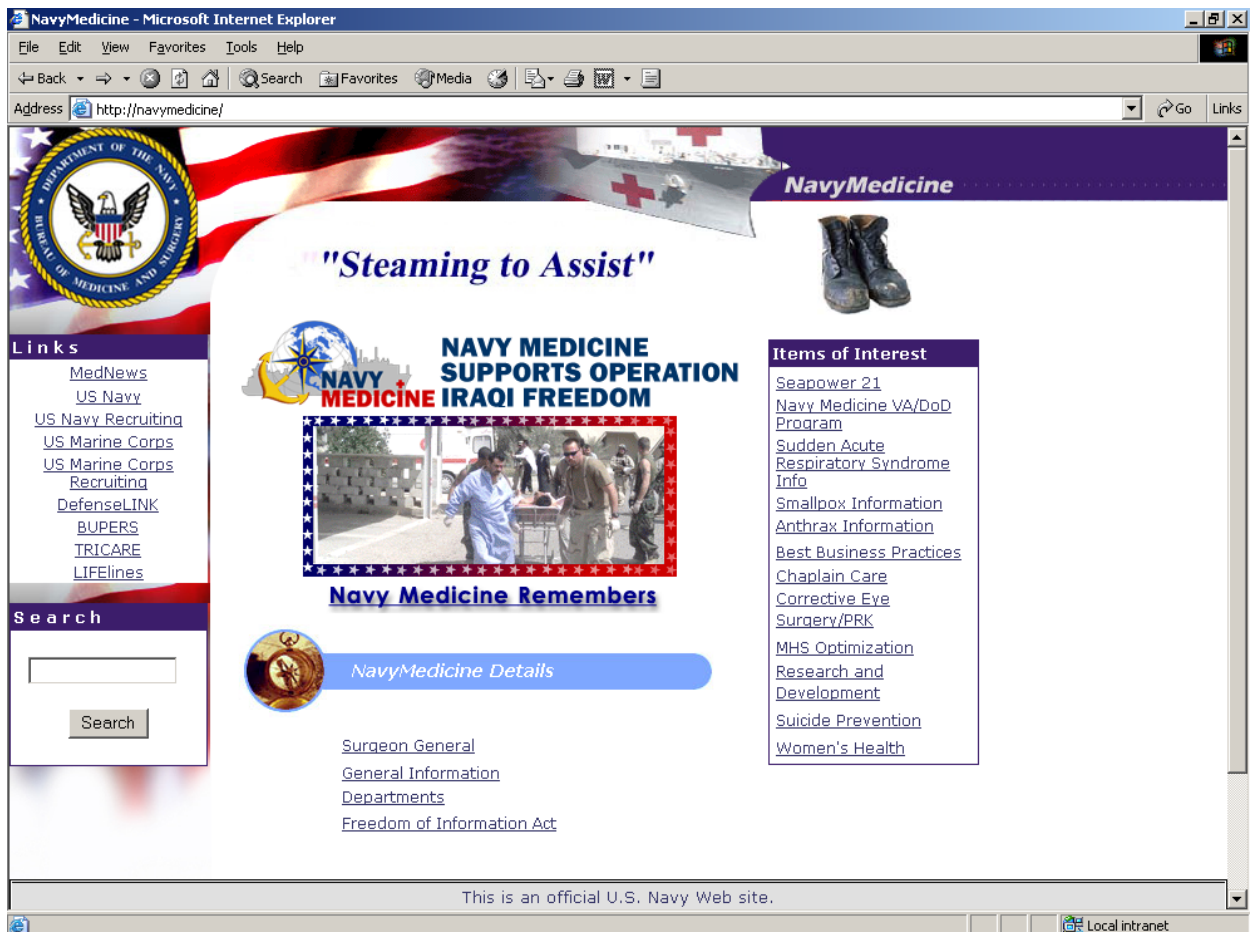 NavyMedicine - Microsoft Internet Explorer
File Edit View Favorites Tools Help
Back Search Favorites Media
Address http://navymedicine/ Go Links
DEPARTMENT OF THE NAVY
BUREAU OF MEDICINE AND SURGERY
NavyMedicine
"Steaming to Assist"
Links
MedNews
US Navy
US Navy Recruiting
US Marine Corps
US Marine Corps
Recruiting
DefenseLINK
BUPERS
TRICARE
LIFElines
Search
Search
NAVY
MEDICINE
NAVY MEDICINE
SUPPORTS OPERATION
IRAQI FREEDOM
Navy Medicine Remembers
NavyMedicine Details
Surgeon General
General Information
Departments
Freedom of Information Act
Items of Interest
Seapower 21
Navy Medicine VA/DoD
Program
Sudden Acute
Respiratory Syndrome
Info
Smallpox Information
Anthrax Information
Best Business Practices
Chaplain Care
Corrective Eye
Surgery/PRK
MHS Optimization
Research and
Development
Suicide Prevention
Women's Health
This is an official U.S. Navy Web site.
Local intranet